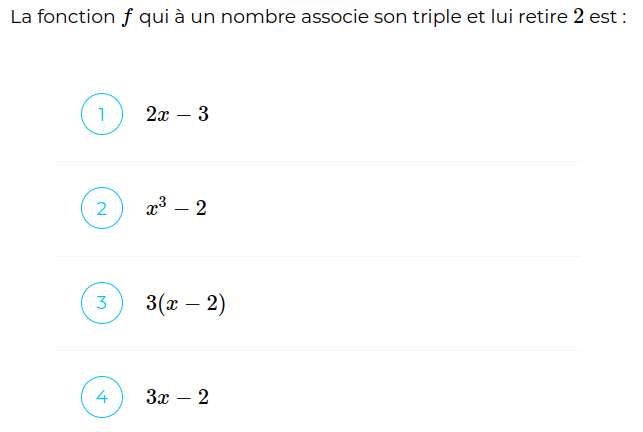 La fonction f qui à un nombre associe son triple et lui retire 2 est :
1 2x − 3
2 x³ − 2
3 3(x − 2)
4 3x − 2